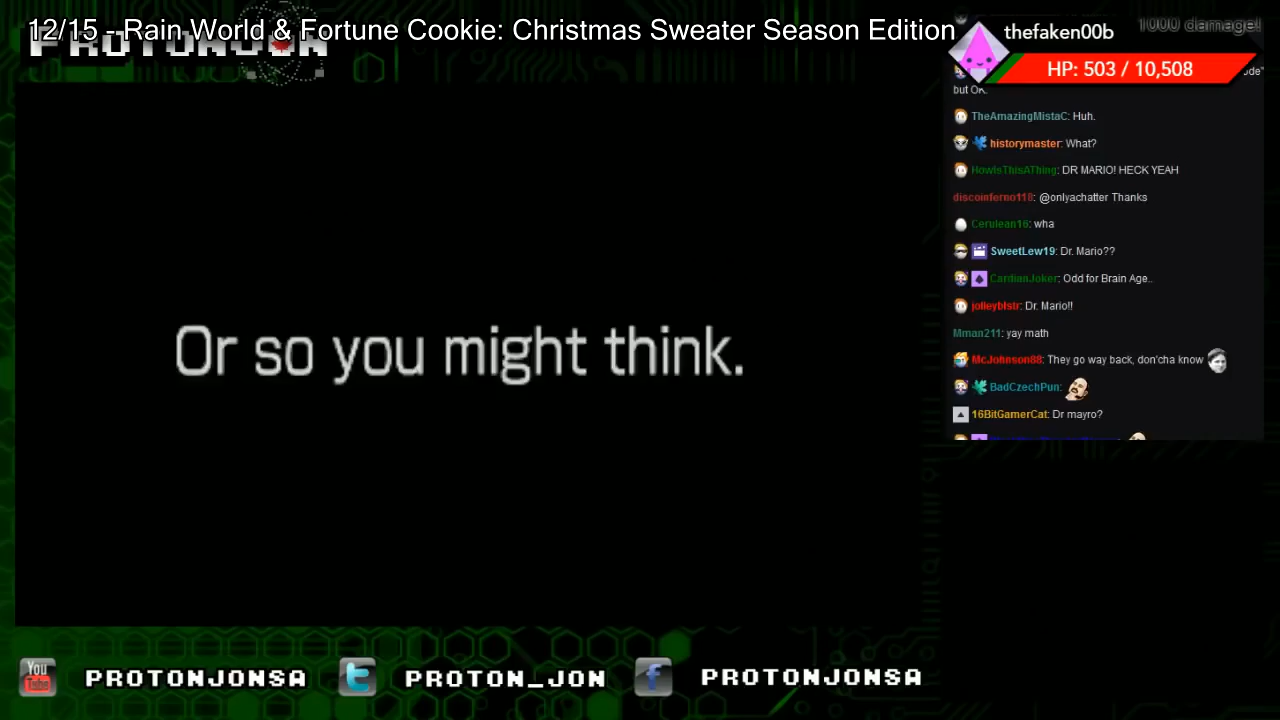 12/15 - Rain World & Fortune Cookie: Christmas Sweater Season Edition
PROTONJON
thefaken00b
1000 damage!
HP: 503 / 10,508
but OK.
TheAmazingMistaC: Huh.
historymaster: What?
HowIsThisAThing: DR MARIO! HECK YEAH
discoinferno118: @onlyachatter Thanks
Cerulean16: wha
SweetLew19: Dr. Mario??
CardianJoker: Odd for Brain Age..
jolleyblstr: Dr. Mario!!
Mman211: yay math
McJohnson88: They go way back, don'cha know
BadCzechPun:
16BitGamerCat: Dr mayro?
Or so you might think.
You Tube PROTONJONSA
PROTON_JON
PROTONJONSA